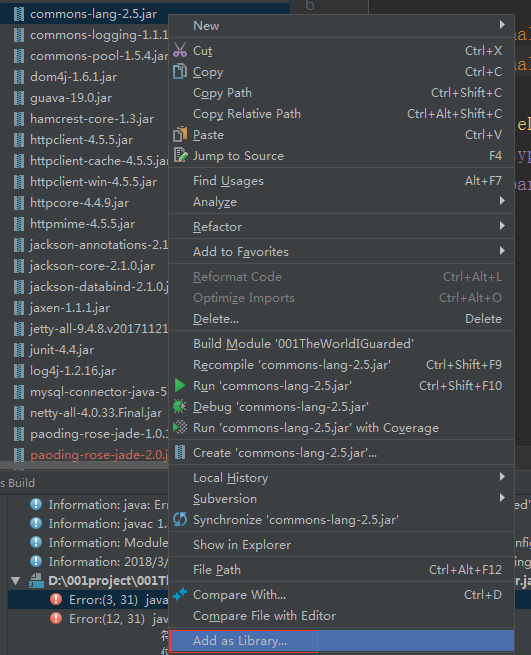 commons-lang-2.5.jar
commons-logging-1.1.1
commons-pool-1.5.4.jar
dom4j-1.6.1.jar
guava-19.0.jar
hamcrest-core-1.3.jar
httpclient-4.5.5.jar
httpclient-cache-4.5.5.jar
httpclient-win-4.5.5.jar
httpcore-4.4.9.jar
httpmime-4.5.5.jar
jackson-annotations-2.1
jackson-core-2.1.0.jar
jackson-databind-2.1.0.j
jaxen-1.1.1.jar
jetty-all-9.4.8.v20171121
junit-4.4.jar
log4j-1.2.16.jar
mysql-connector-java-5
netty-all-4.0.33.Final.jar
paoding-rose-jade-1.0.
paoding-rose-jade-2.0.j
6
New
Cut Ctrl+X
Copy Ctrl+C
Copy Path Ctrl+Shift+C
Copy Relative Path Ctrl+Alt+Shift+C
Paste Ctrl+V
Jump to Source F4
Find Usages Alt+F7
Analyze
Refactor
Add to Favorites
Reformat Code Ctrl+Alt+L
Optimize Imports Ctrl+Alt+O
Delete... Delete
Build Module '001TheWorldIGuarded'
Recompile 'commons-lang-2.5.jar' Ctrl+Shift+F9
Run 'commons-lang-2.5.jar' Ctrl+Shift+F10
Debug 'commons-lang-2.5.jar'
Run 'commons-lang-2.5.jar' with Coverage
Create 'commons-lang-2.5.jar'...
Local History
Subversion
Synchronize 'commons-lang-2.5.jar'
Show in Explorer
File Path Ctrl+Alt+F12
Compare With... Ctrl+D
Compare File with Editor
Add as Library...
s Build
Information: java: Err
Information: javac 1.
Information: Module
Information: 2018/3/
D:\001project\001Th
Error:(3, 31) java
Error:(12, 31) java